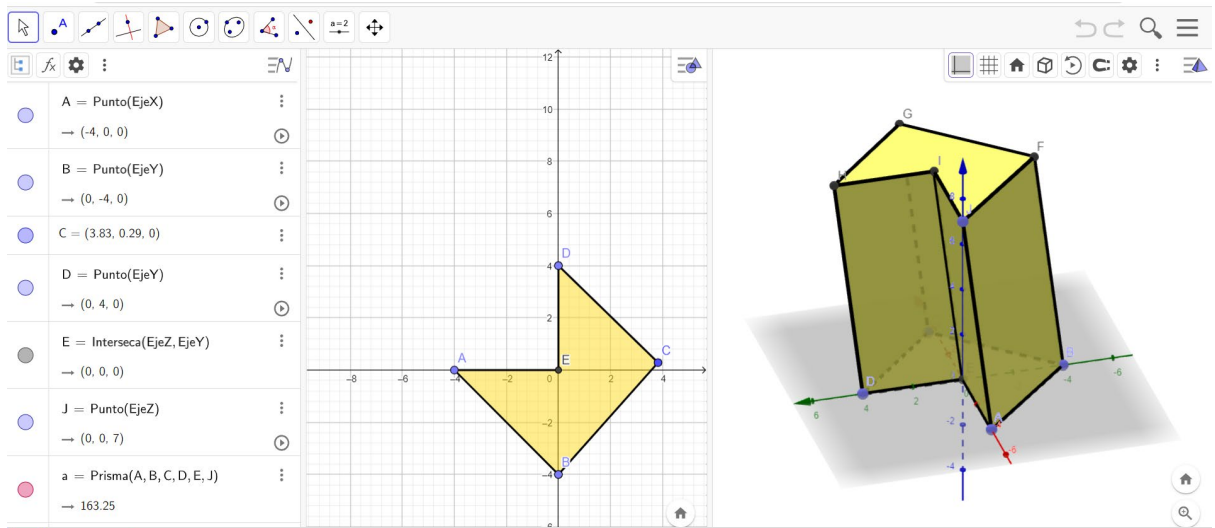 A
a=2
fx
A = Punto(EjeX)
→ (-4, 0, 0)
B = Punto(EjeY)
→ (0, -4, 0)
C = (3.83, 0.29, 0)
D = Punto(EjeY)
→ (0, 4, 0)
E = Interseca(EjeZ, EjeY)
→ (0, 0, 0)
J = Punto(EjeZ)
→ (0, 0, 7)
a = Prisma(A, B, C, D, E, J)
→ 163.25
12
10
8
6
D
4
2
A
E
C
-8
-6
-4
-2
0
2
4
-2
B
-4
-6
G
F
H
I
J
B
D
A
6
4
2
-4
-6
-2
-4
-6